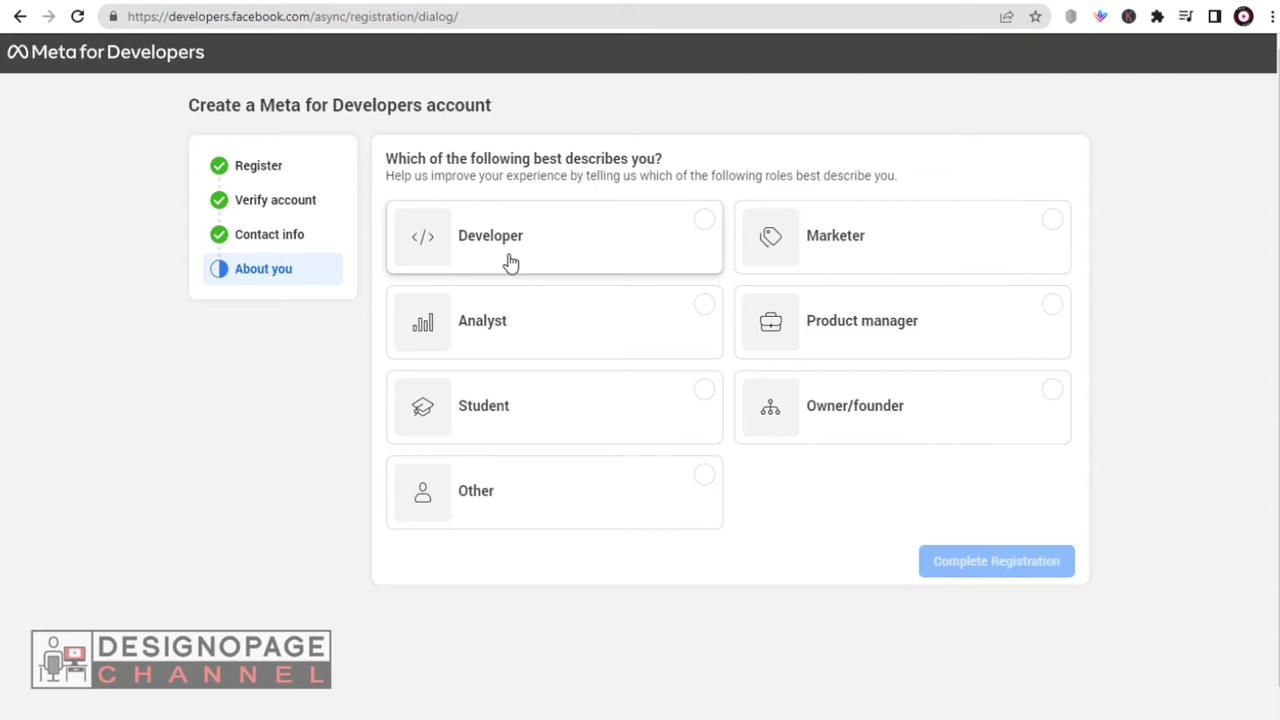 https://developers.facebook.com/async/registration/dialog/
Meta for Developers
Create a Meta for Developers account
Register
Verify account
Contact info
About you
Which of the following best describes you?
Help us improve your experience by telling us which of the following roles best describe you.
Developer
Marketer
Analyst
Product manager
Student
Owner/founder
Other
Complete Registration
DESIGNOPAGE
CHANNEL